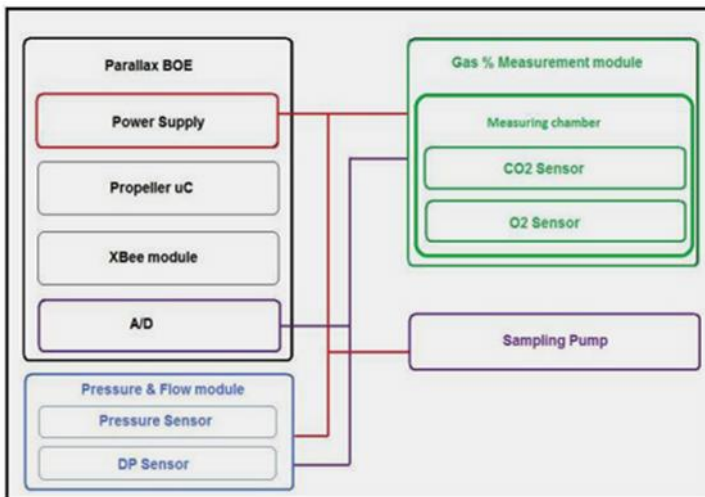 Parallax BOE
Power Supply
Propeller uC
XBee module
A/D
Pressure & Flow module
Pressure Sensor
DP Sensor
Gas % Measurement module
Measuring chamber
CO2 Sensor
O2 Sensor
Sampling Pump